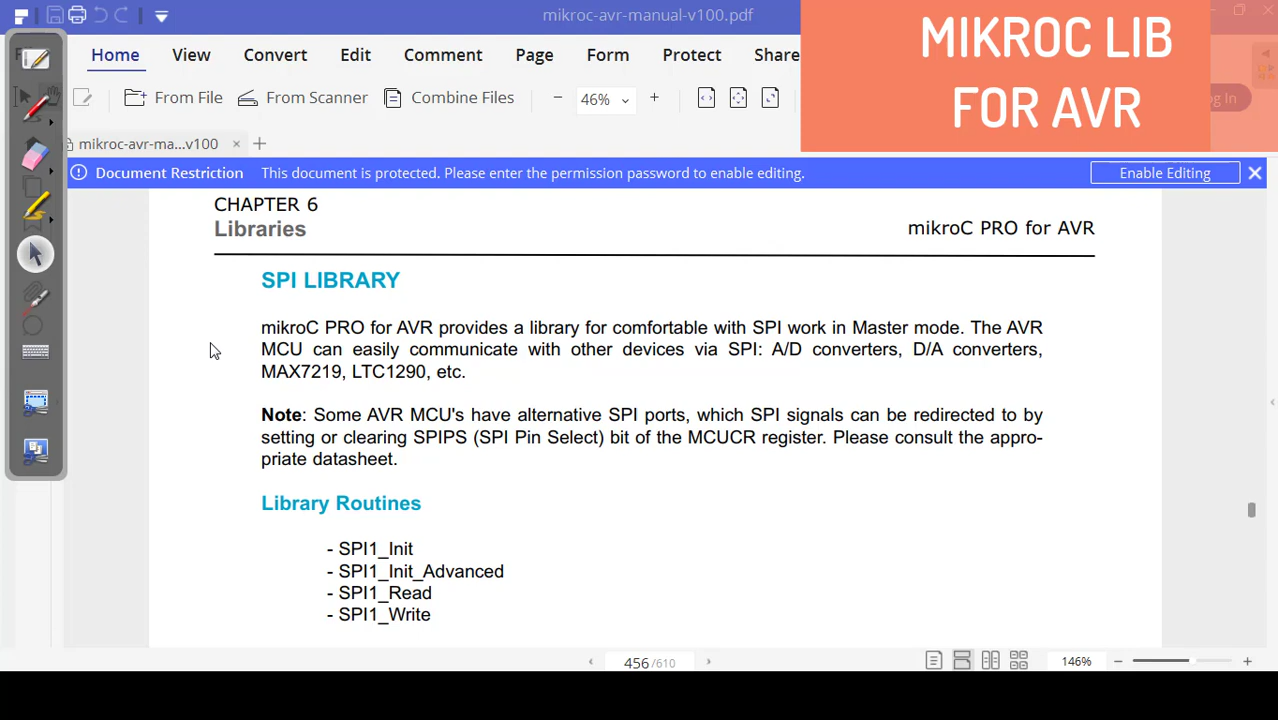 mikroc-avr-manual-v100.pdf
MIKROC LIB
FOR AVR
Home View Convert Edit Comment Page Form Protect Share
From File From Scanner Combine Files 46%
mikroc-avr-ma...v100
Document Restriction This document is protected. Please enter the permission password to enable editing. Enable Editing
CHAPTER 6
Libraries
mikroC PRO for AVR
SPI LIBRARY
mikroC PRO for AVR provides a library for comfortable with SPI work in Master mode. The AVR
MCU can easily communicate with other devices via SPI: A/D converters, D/A converters,
MAX7219, LTC1290, etc.
Note: Some AVR MCU's have alternative SPI ports, which SPI signals can be redirected to by
setting or clearing SPIPS (SPI Pin Select) bit of the MCUCR register. Please consult the appro-
priate datasheet.
Library Routines
- SPI1_Init
- SPI1_Init_Advanced
- SPI1_Read
- SPI1_Write
456/610
146%